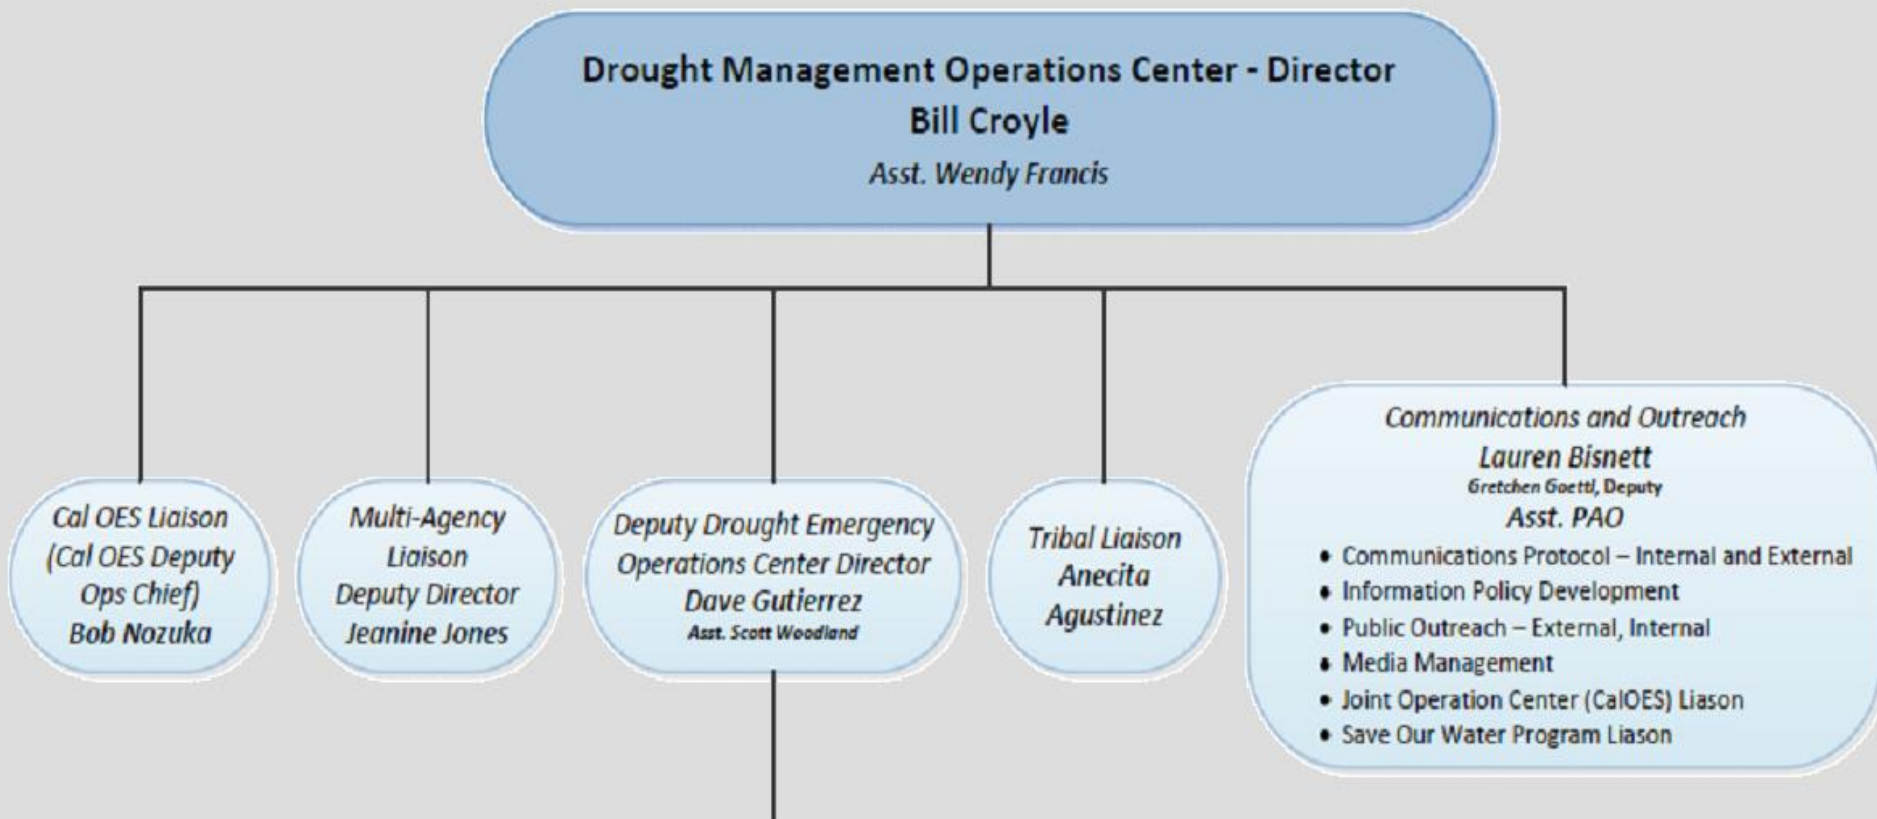 Drought Management Operations Center - Director
Bill Croyle
Asst. Wendy Francis
Cal OES Liaison
(Cal OES Deputy
Ops Chief)
Bob Nozuka
Multi-Agency
Liaison
Deputy Director
Jeanine Jones
Deputy Drought Emergency
Operations Center Director
Dave Gutierrez
Asst. Scott Woodland
Tribal Liaison
Anecita
Agustinez
Communications and Outreach
Lauren Bisnett
Gretchen Goettl, Deputy
Asst. PAO
• Communications Protocol – Internal and External
• Information Policy Development
• Public Outreach – External, Internal
• Media Management
• Joint Operation Center (CalOES) Liason
• Save Our Water Program Liason